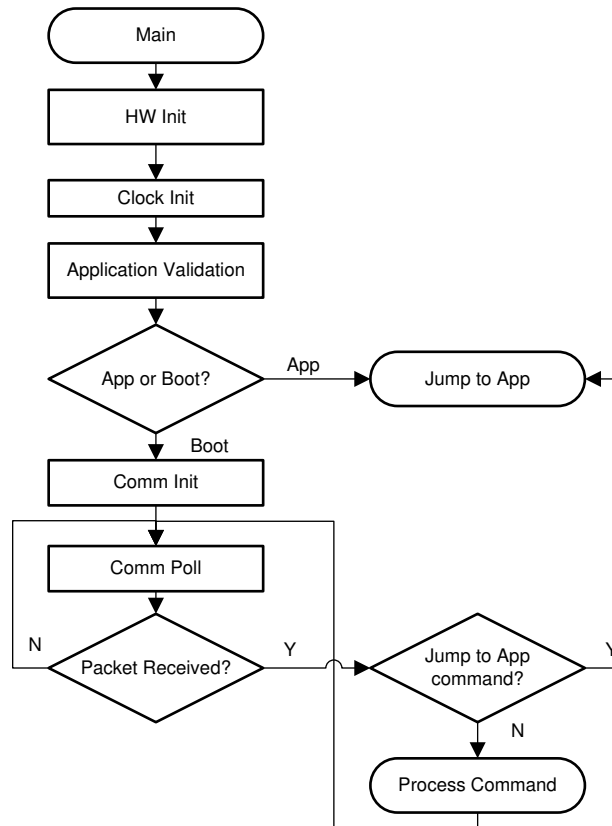 Main
HW Init
Clock Init
Application Validation
App or Boot?
App
Jump to App
Boot
Comm Init
Comm Poll
N
Packet Received?
Y
Jump to App
command?
Y
N
Process Command